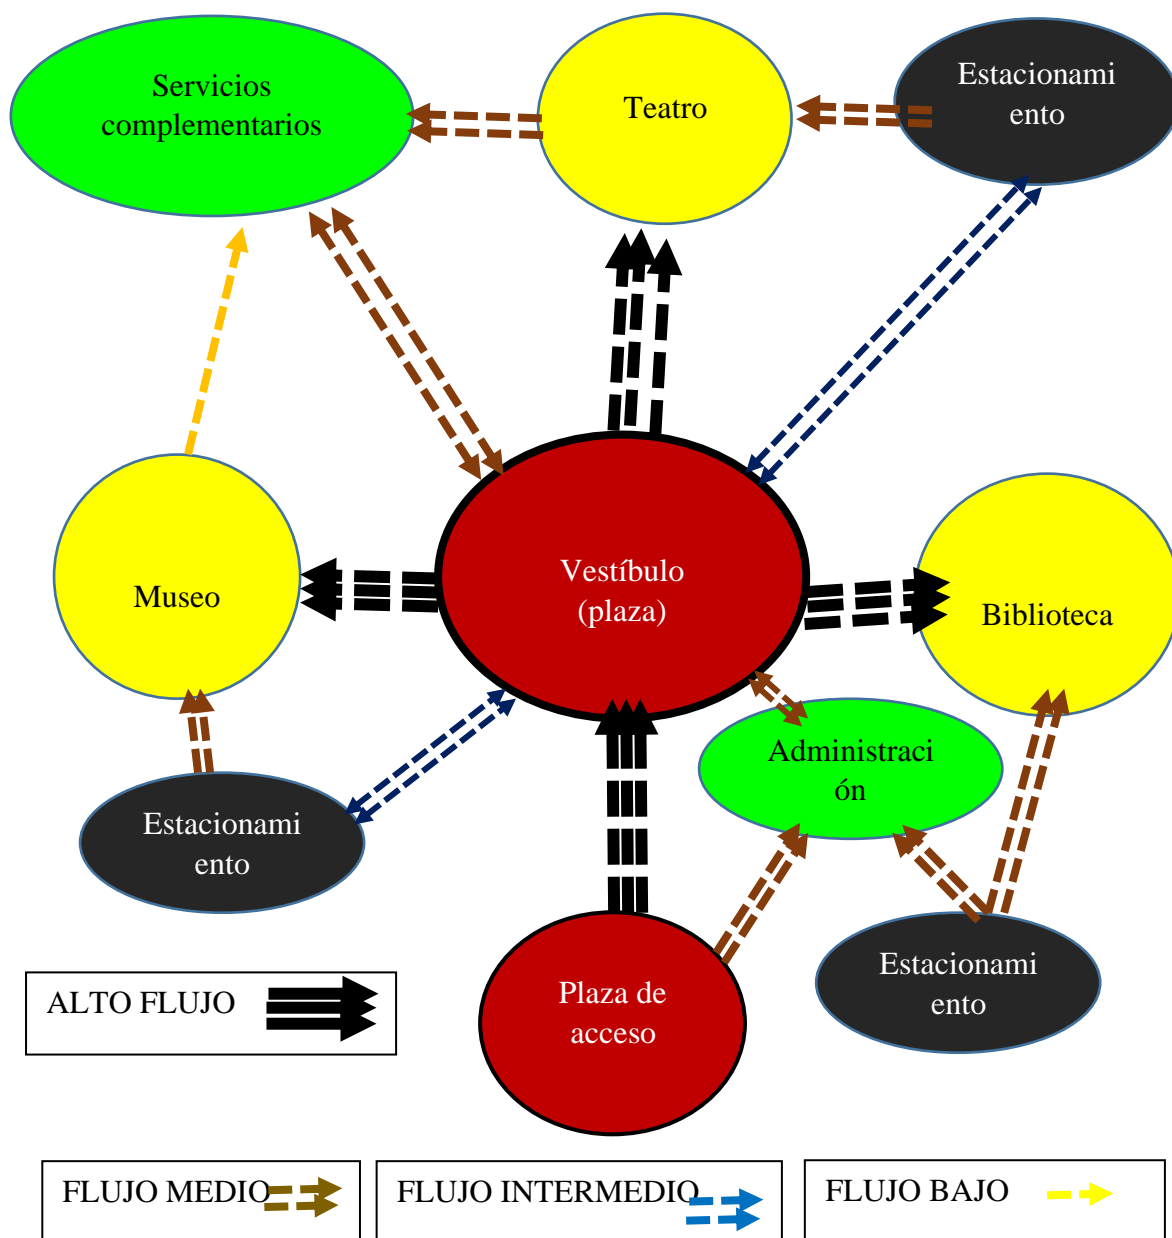 Servicios
complementarios
Teatro
Estacionami
ento
Vestíbulo
(plaza)
Museo
Biblioteca
Administraci
ón
Estacionami
ento
Plaza de
acceso
Estacionami
ento
ALTO FLUJO
FLUJO MEDIO
FLUJO INTERMEDIO
FLUJO BAJO